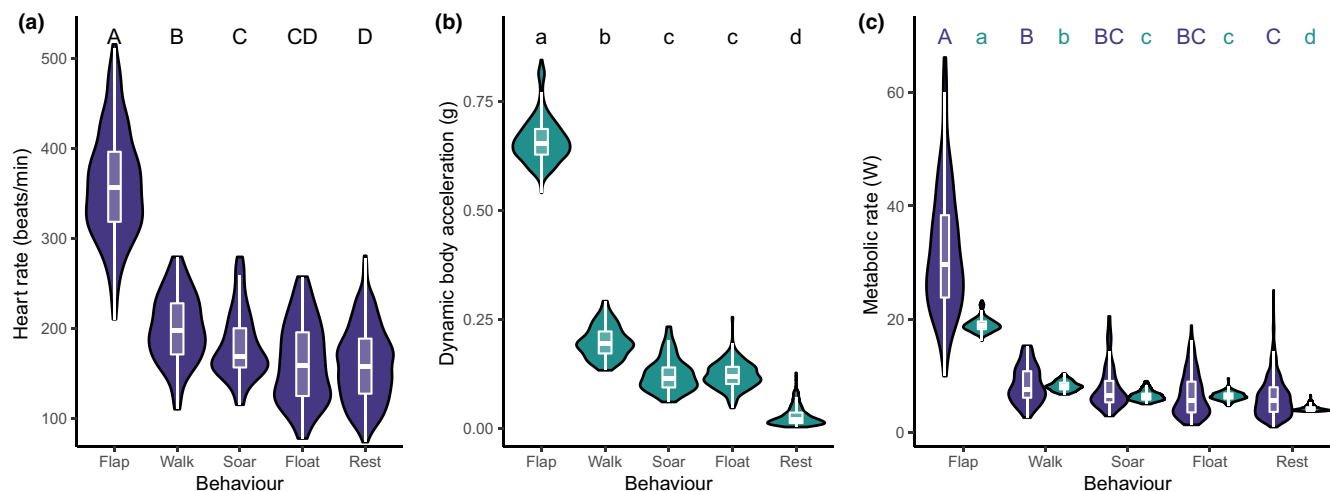 (a)
A B C CD D
500
400
300
200
100
Heart rate (beats/min)
Flap Walk Soar Float Rest
Behaviour
(b)
a b c c d
0.75
0.50
0.25
0.00
Dynamic body acceleration (g)
Flap Walk Soar Float Rest
Behaviour
(c)
A a B b BC c BC c C d
60
40
20
0
Metabolic rate (W)
Flap Walk Soar Float Rest
Behaviour